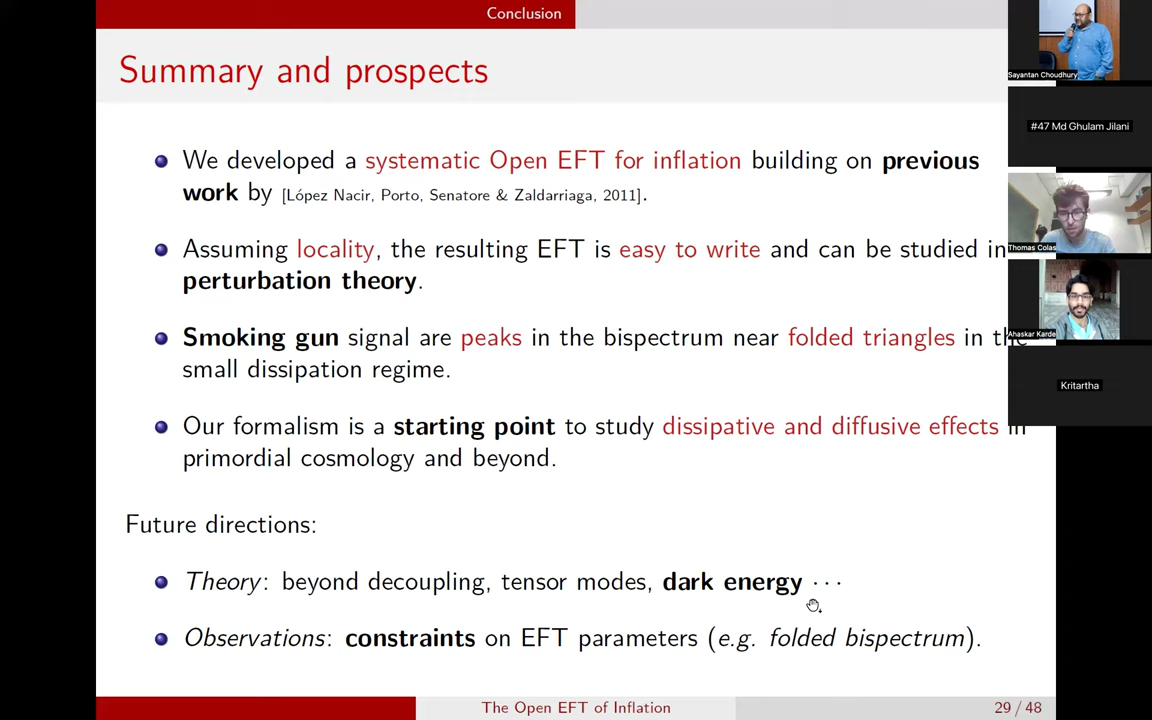 Conclusion
Summary and prospects
We developed a systematic Open EFT for inflation building on previous
work by [López Nacir, Porto, Senatore & Zaldarriaga, 2011].
Assuming locality, the resulting EFT is easy to write and can be studied in
perturbation theory.
Smoking gun signal are peaks in the bispectrum near folded triangles in the
small dissipation regime.
Our formalism is a starting point to study dissipative and diffusive effects in
primordial cosmology and beyond.
Future directions:
Theory: beyond decoupling, tensor modes, dark energy ···
Observations: constraints on EFT parameters (e.g. folded bispectrum).
The Open EFT of Inflation
29 / 48
Sayantan Choudhury
#47 Md Ghulam Jilani
Thomas Colas
Ahaskar Karde
Kritartha